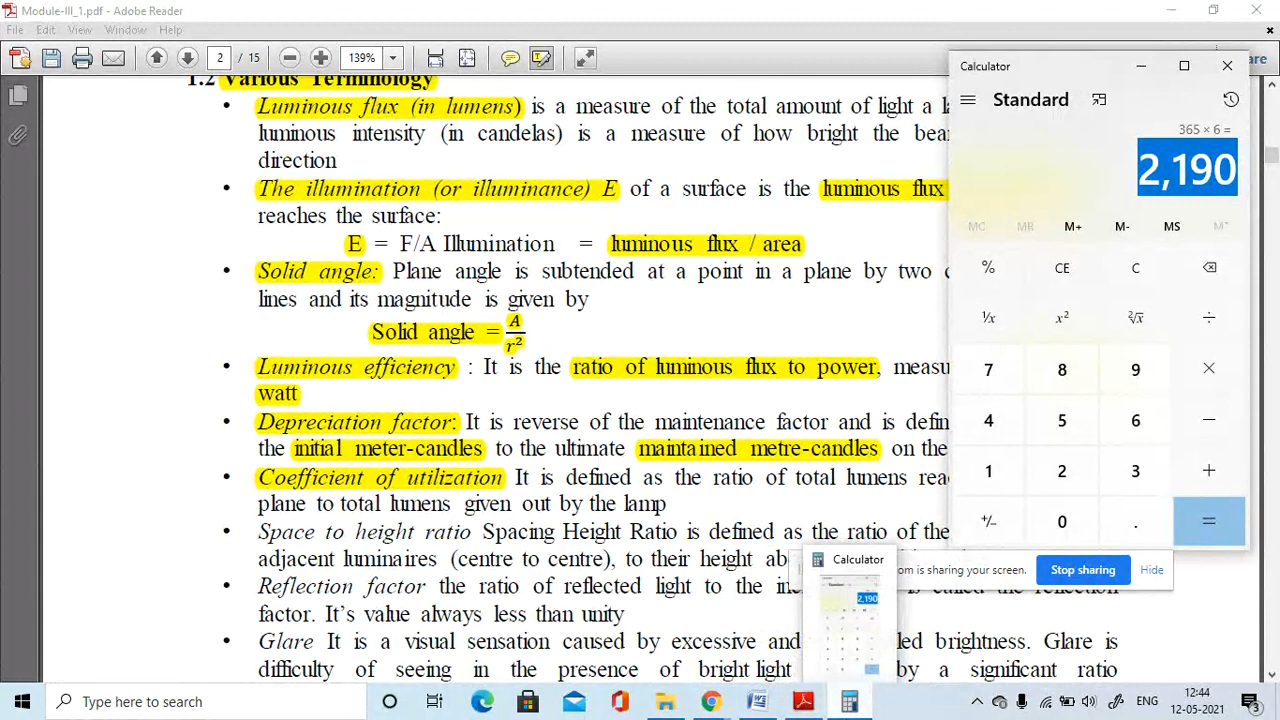 Module-III_1.pdf - Adobe Reader
File Edit View Window Help
2 / 15 139%
1.2 Various Terminology
• Luminous flux (in lumens) is a measure of the total amount of light a la
luminous intensity (in candelas) is a measure of how bright the bea
direction
• The illumination (or illuminance) E of a surface is the luminous flux
reaches the surface:
E = F/A Illumination = luminous flux / area
• Solid angle: Plane angle is subtended at a point in a plane by two c
lines and its magnitude is given by
Solid angle = A/r²
• Luminous efficiency : It is the ratio of luminous flux to power, measu
watt
• Depreciation factor: It is reverse of the maintenance factor and is defin
the initial meter-candles to the ultimate maintained metre-candles on the
• Coefficient of utilization It is defined as the ratio of total lumens rea
plane to total lumens given out by the lamp
• Space to height ratio Spacing Height Ratio is defined as the ratio of the
adjacent luminaires (centre to centre), to their height ab
• Reflection factor the ratio of reflected light to the in is called the reflection
factor. It's value always less than unity
• Glare It is a visual sensation caused by excessive and led brightness. Glare is
difficulty of seeing in the presence of bright light by a significant ratio
Calculator
Standard
365 × 6 =
2,190
MC MR M+ M- MS M˅
% CE C
¹/x x² ²√x ÷
7 8 9 ×
4 5 6 −
1 2 3 +
+/− 0 . =
Calculator
2,190
om is sharing your screen. Stop sharing Hide
Type here to search
ENG 12:44
12-05-2021
3